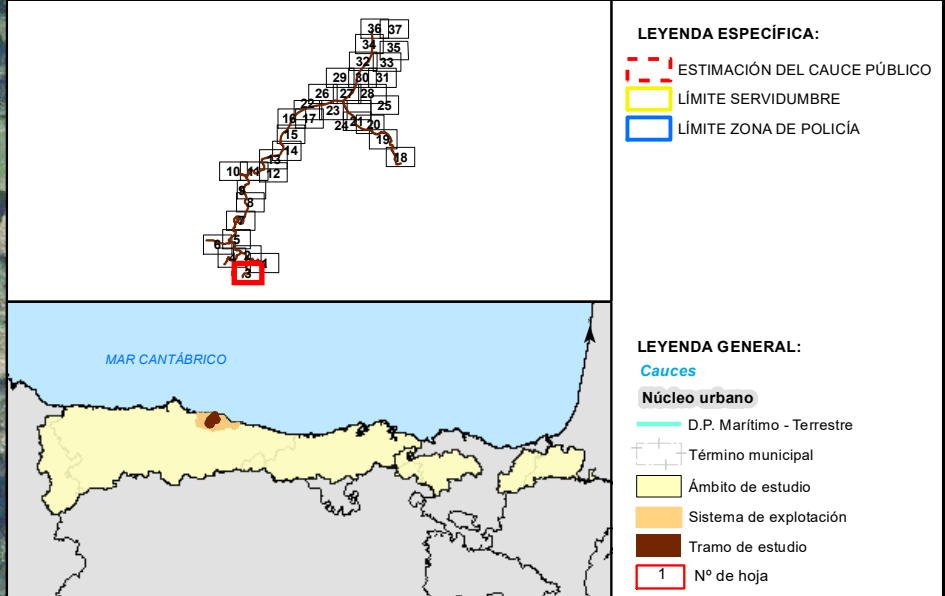 36 37
34
35
32
33
29 30 31
26 27 28
22
23
25
16 17
24 21 20
15
19
14
18
13
10 11 12
9
8
7
5
6
4 2
1
3
MAR CANTÁBRICO
LEYENDA ESPECÍFICA:
ESTIMACIÓN DEL CAUCE PÚBLICO
LÍMITE SERVIDUMBRE
LÍMITE ZONA DE POLICÍA
LEYENDA GENERAL:
Cauces
Núcleo urbano
D.P. Marítimo - Terrestre
Término municipal
Ámbito de estudio
Sistema de explotación
Tramo de estudio
1 Nº de hoja